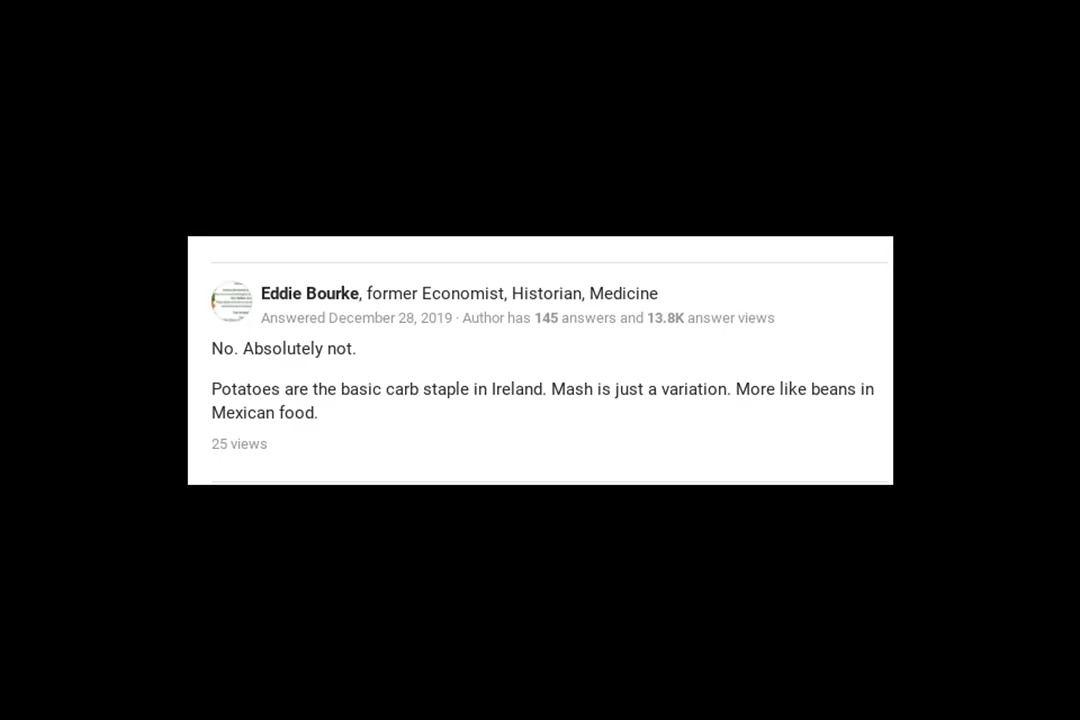 Eddie Bourke, former Economist, Historian, Medicine
Answered December 28, 2019 · Author has 145 answers and 13.8K answer views
No. Absolutely not.
Potatoes are the basic carb staple in Ireland. Mash is just a variation. More like beans in
Mexican food.
25 views